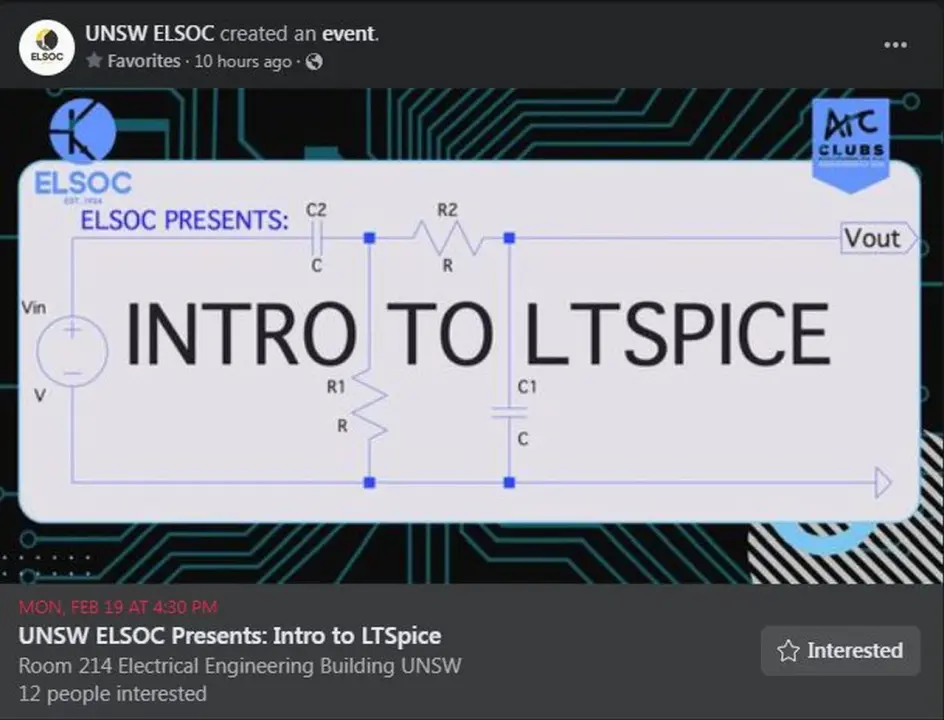 UNSW ELSOC created an event.
Favorites · 10 hours ago ·
ELSOC
ELSOC
EST. 1924
Arc
CLUBS
ELSOC PRESENTS:
C2
C
R2
R
Vout
Vin
V
INTRO TO LTSPICE
R1
R
C1
C
MON, FEB 19 AT 4:30 PM
UNSW ELSOC Presents: Intro to LTSpice
Room 214 Electrical Engineering Building UNSW
12 people interested
Interested